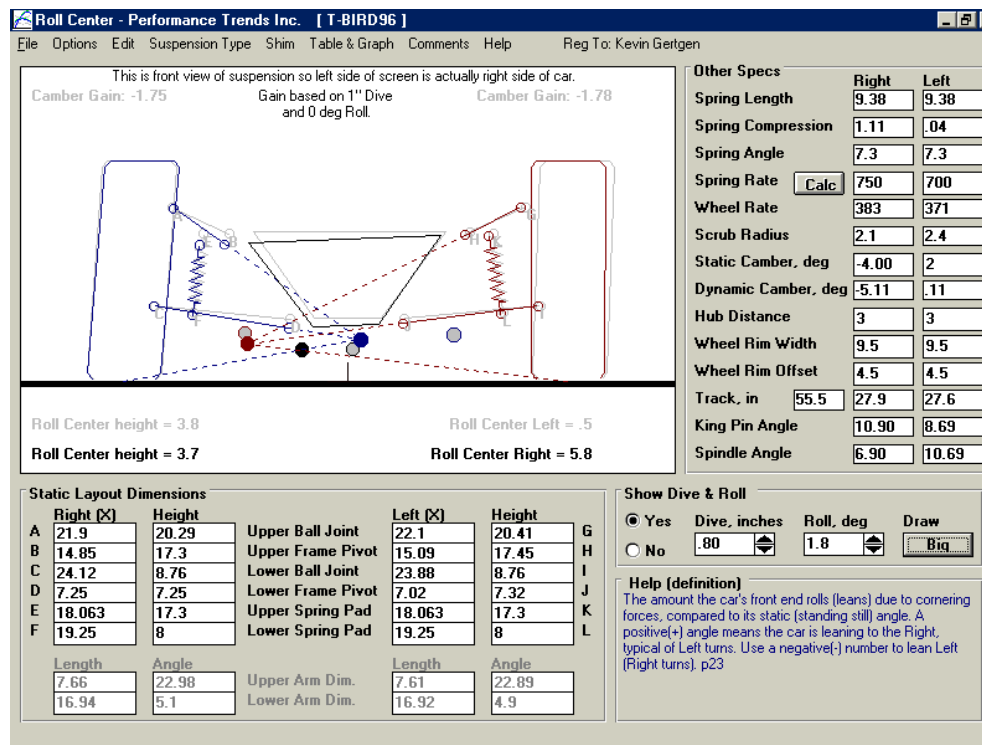 Roll Center - Performance Trends Inc. [ T-BIRD96 ]
File Options Edit Suspension Type Shim Table & Graph Comments Help Reg To: Kevin Gertgen
This is front view of suspension so left side of screen is actually right side of car.
Camber Gain: -1.75 Gain based on 1" Dive Camber Gain: -1.78
and 0 deg Roll.
A G
E B H K
C F D J L I
Roll Center height = 3.8 Roll Center Left = .5
Roll Center height = 3.7 Roll Center Right = 5.8
Other Specs
Right Left
Spring Length 9.38 9.38
Spring Compression 1.11 .04
Spring Angle 7.3 7.3
Spring Rate Calc 750 700
Wheel Rate 383 371
Scrub Radius 2.1 2.4
Static Camber, deg -4.00 2
Dynamic Camber, deg -5.11 .11
Hub Distance 3 3
Wheel Rim Width 9.5 9.5
Wheel Rim Offset 4.5 4.5
Track, in 55.5 27.9 27.6
King Pin Angle 10.90 8.69
Spindle Angle 6.90 10.69
Static Layout Dimensions
Right (X) Height Left (X) Height
A 21.9 20.29 Upper Ball Joint 22.1 20.41 G
B 14.85 17.3 Upper Frame Pivot 15.09 17.45 H
C 24.12 8.76 Lower Ball Joint 23.88 8.76 I
D 7.25 7.25 Lower Frame Pivot 7.02 7.32 J
E 18.063 17.3 Upper Spring Pad 18.063 17.3 K
F 19.25 8 Lower Spring Pad 19.25 8 L
Length Angle Length Angle
7.66 22.98 Upper Arm Dim. 7.61 22.89
16.94 5.1 Lower Arm Dim. 16.92 4.9
Show Dive & Roll
Yes Dive, inches Roll, deg Draw
No .80 1.8 Big
Help (definition)
The amount the car's front end rolls (leans) due to cornering
forces, compared to its static (standing still) angle. A
positive(+) angle means the car is leaning to the Right,
typical of Left turns. Use a negative(-) number to lean Left
(Right turns). p23